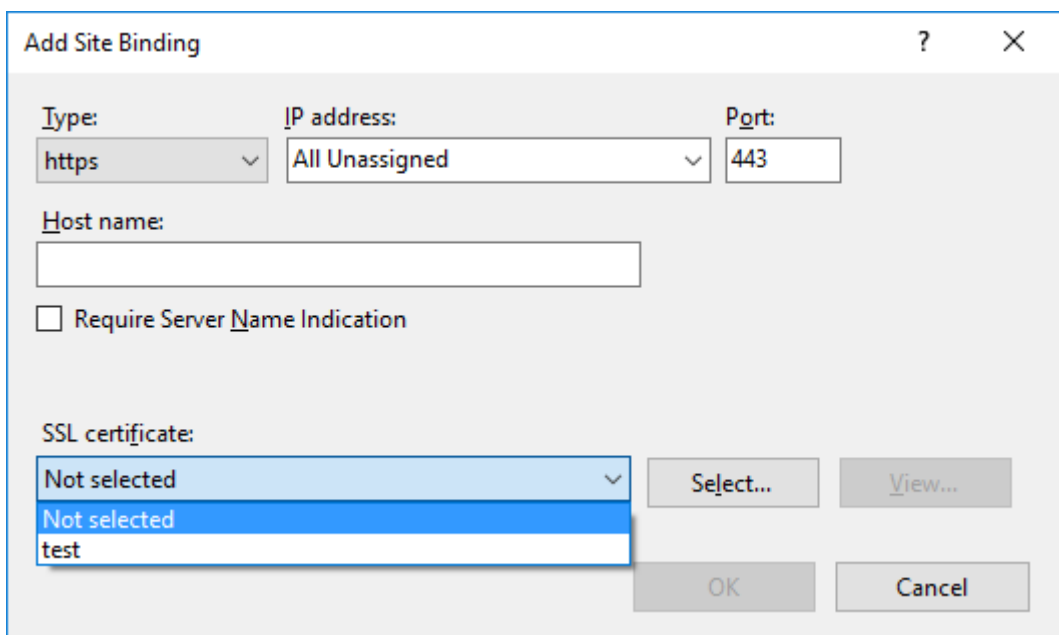 Add Site Binding ?
Type: IP address: Port:
https All Unassigned 443
Host name:
Require Server Name Indication
SSL certificate:
Not selected Select... View...
Not selected
test
OK Cancel